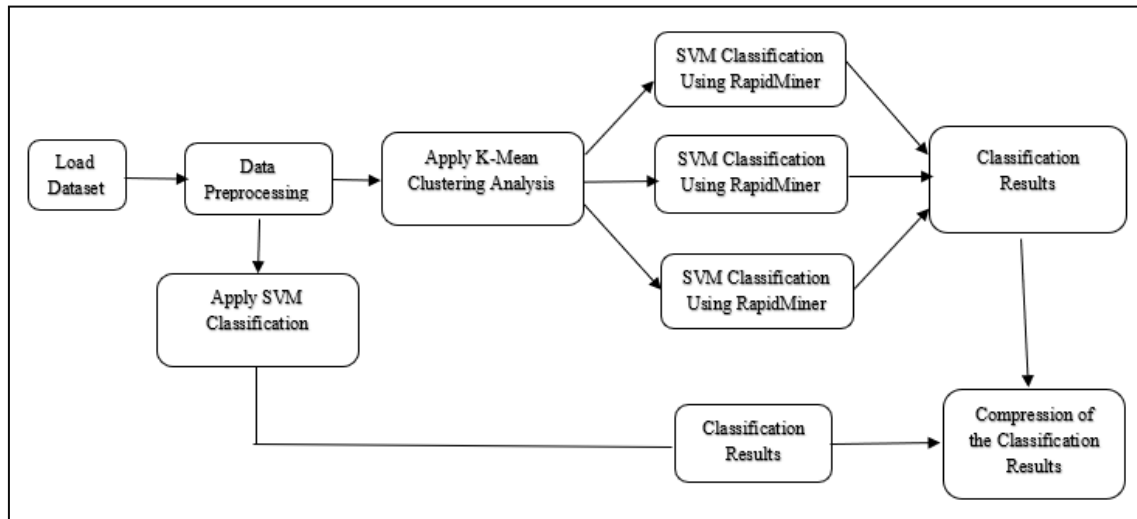 Load
Dataset
Data
Preprocessing
Apply K-Mean
Clustering Analysis
SVM Classification
Using RapidMiner
SVM Classification
Using RapidMiner
SVM Classification
Using RapidMiner
Classification
Results
Apply SVM
Classification
Classification
Results
Compression of
the Classification
Results